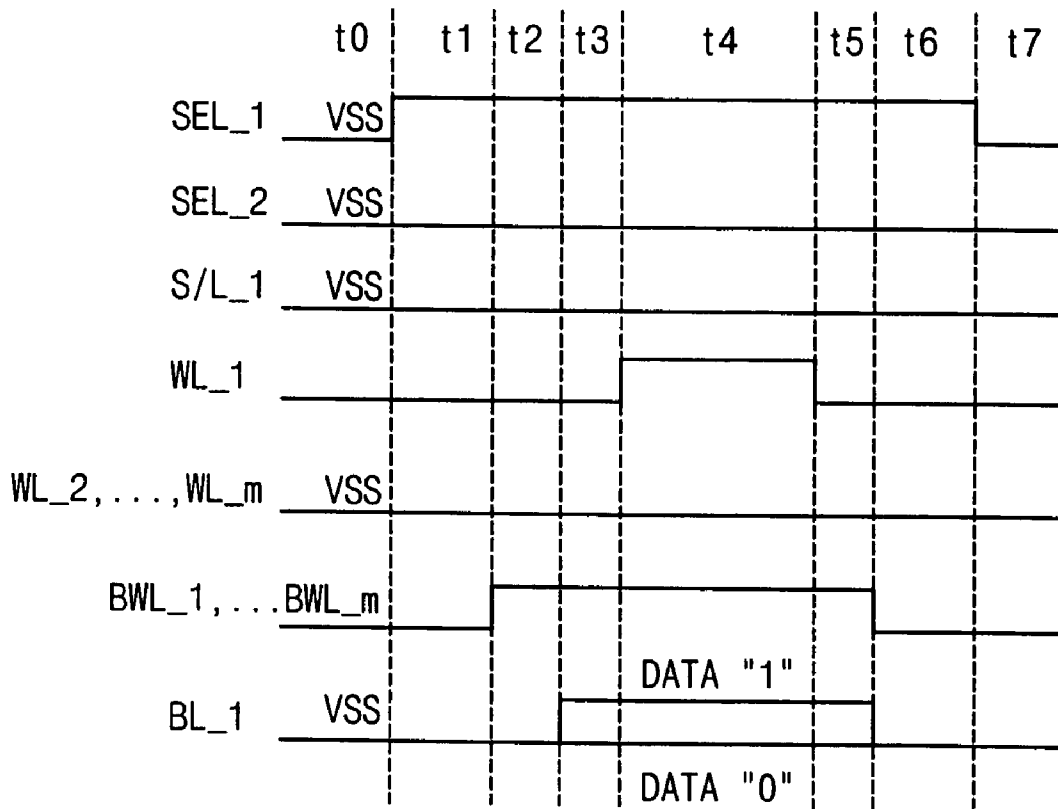 t0 t1 t2 t3 t4 t5 t6 t7
SEL_1 VSS
SEL_2 VSS
S/L_1 VSS
WL_1
WL_2,...,WL_m VSS
BWL_1,...BWL_m
DATA "1"
BL_1 VSS
DATA "0"